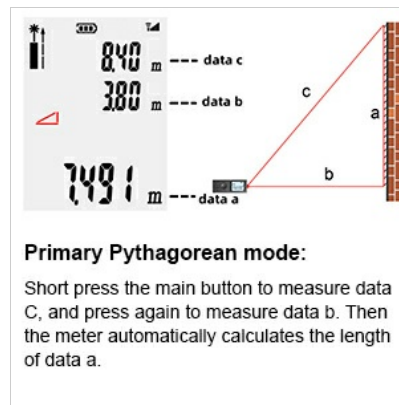 8.40 m --- data c
3.80 m --- data b
7.491 m --- data a
c
a
b
Primary Pythagorean mode:
Short press the main button to measure data
C, and press again to measure data b. Then
the meter automatically calculates the length
of data a.